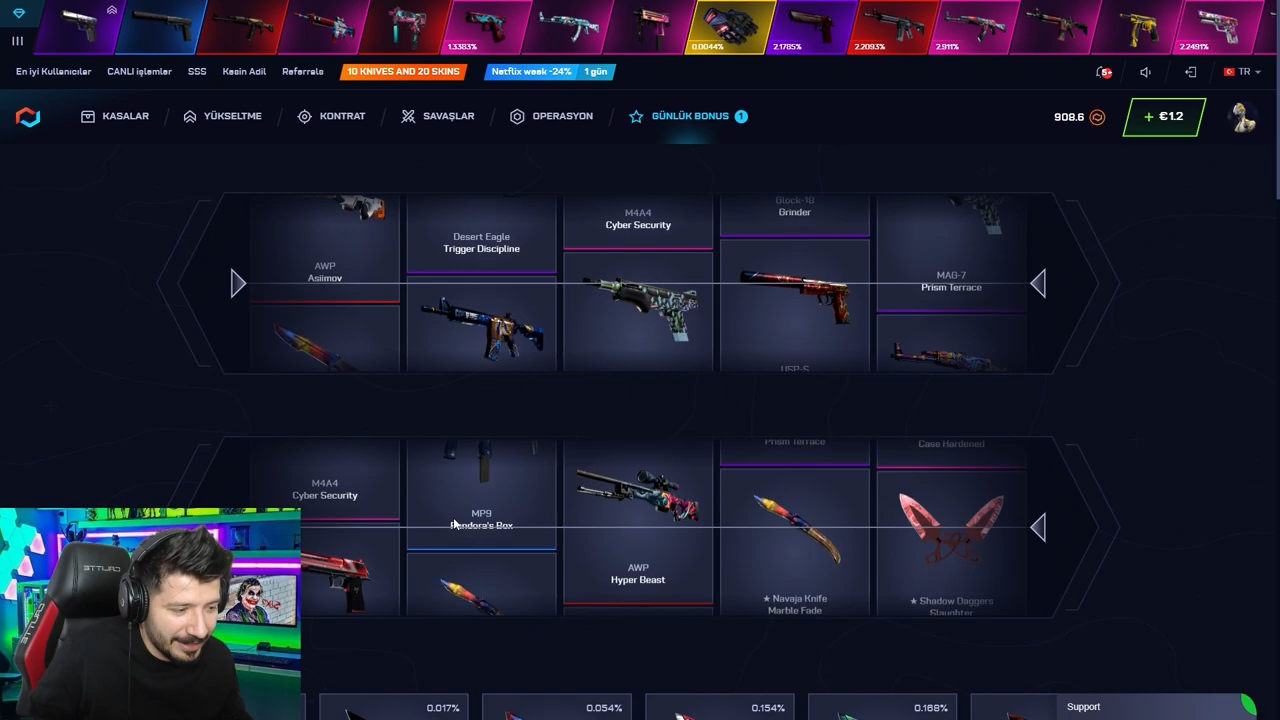 1.3383%
0.0044%
2.1785%
2.2093%
2.911%
2.2491%
En iyi Kullanıcılar
CANLI işlemler
SSS
Kesin Adil
Referrals
10 KNIVES AND 20 SKINS
Netflix week -24%
1 gün
5+
TR
KASALAR
YÜKSELTME
KONTRAT
SAVAŞLAR
OPERASYON
GÜNLÜK BONUS 1
908.6
+ €1.2
AWP
Asiimov
Desert Eagle
Trigger Discipline
M4A4
Cyber Security
Glock-18
Grinder
MAG-7
Prism Terrace
USP-S
M4A4
Cyber Security
MP9
Pandora's Box
AWP
Hyper Beast
Prism Terrace
★ Navaja Knife
Marble Fade
Case Hardened
★ Shadow Daggers
Slaughter
0.017%
0.054%
0.154%
0.168%
Support